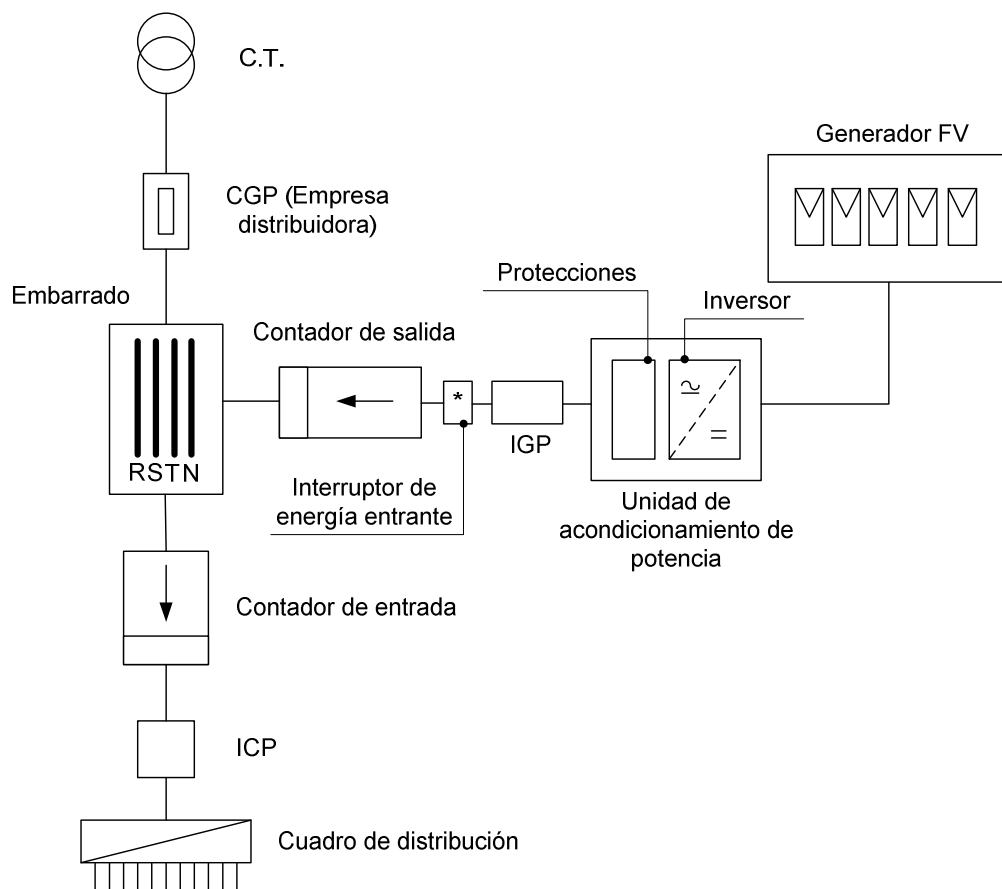 C.T.
Generador FV
CGP (Empresa
distribuidora)
Protecciones
Inversor
Embarrado
Contador de salida
*
RSTN
IGP
Interruptor de
energía entrante
Unidad de
acondicionamiento de
potencia
Contador de entrada
ICP
Cuadro de distribución